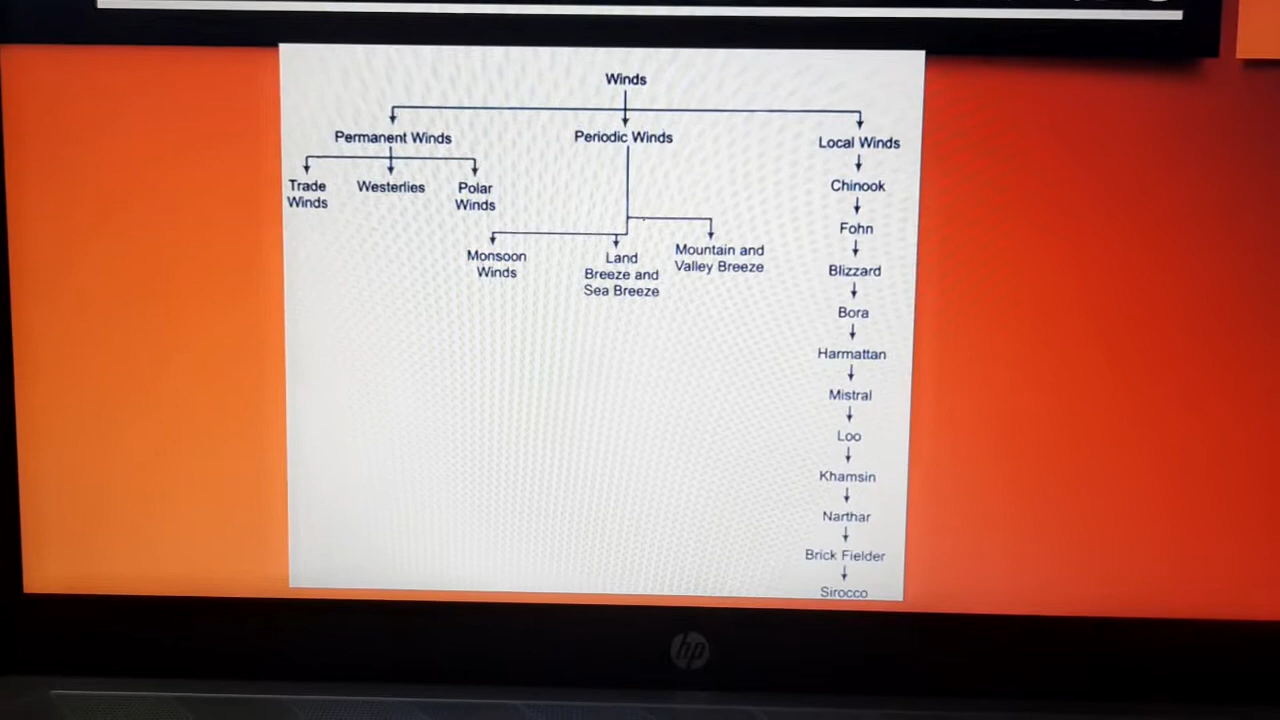 Winds
Permanent Winds
Periodic Winds
Local Winds
Trade
Winds
Westerlies
Polar
Winds
Monsoon
Winds
Land
Breeze and
Sea Breeze
Mountain and
Valley Breeze
Chinook
Fohn
Blizzard
Bora
Harmattan
Mistral
Loo
Khamsin
Narthar
Brick Fielder
Sirocco
hp